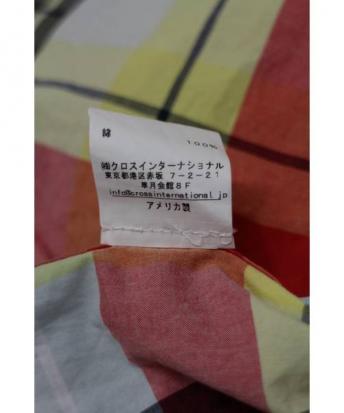 綿 100%
㈱クロスインターナショナル
東京都港区赤坂 7-2-21
草月会館8F
info@crossinternational.jp
アメリカ製